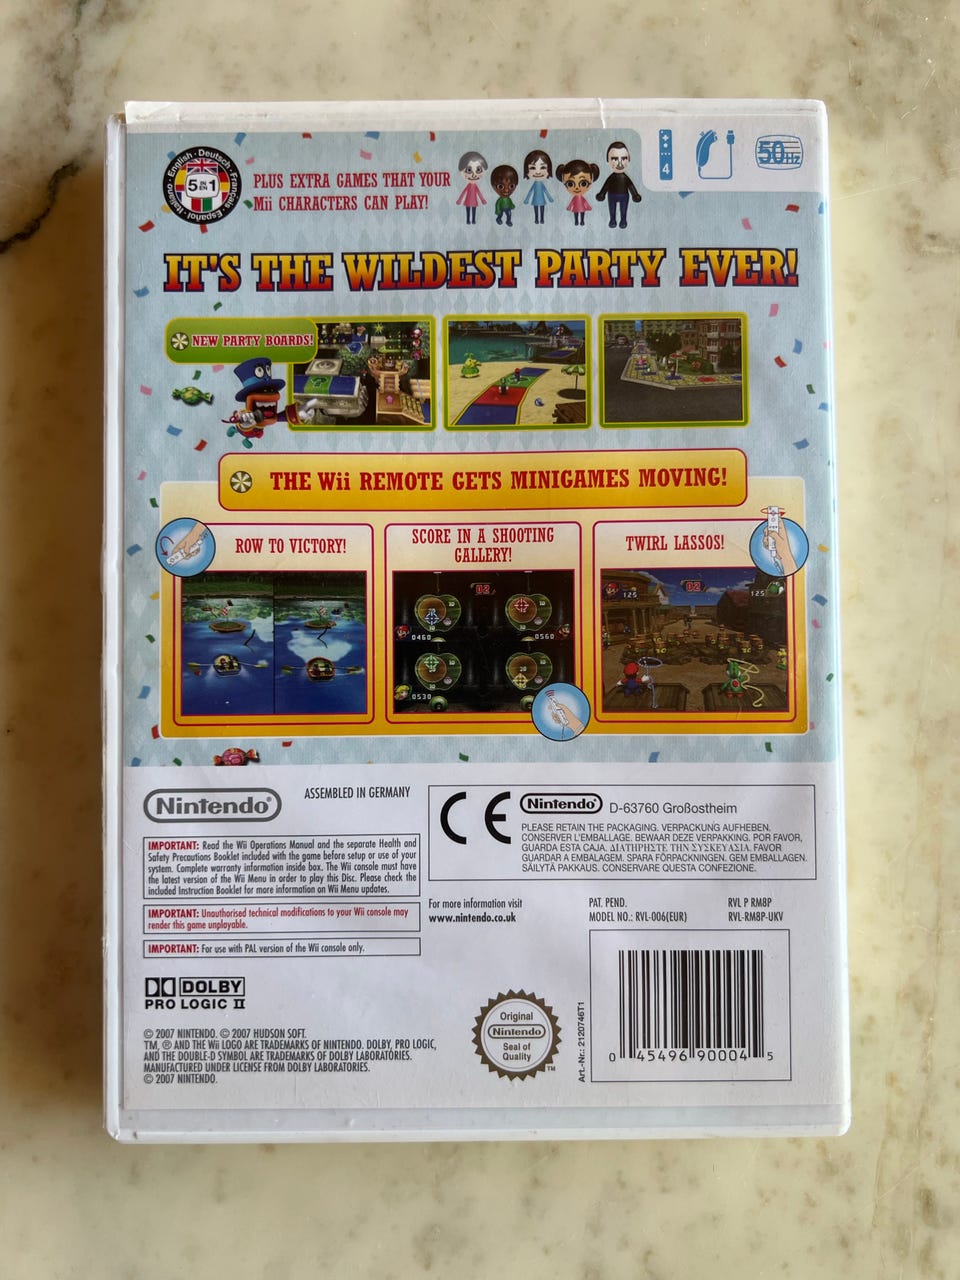 English · Deutsch · Français · Español · Italiano ·
5 IN EN 1
PLUS EXTRA GAMES THAT YOUR
Mii CHARACTERS CAN PLAY!
4
50Hz
IT'S THE WILDEST PARTY EVER!
NEW PARTY BOARDS!
THE Wii REMOTE GETS MINIGAMES MOVING!
ROW TO VICTORY!
SCORE IN A SHOOTING
GALLERY!
TWIRL LASSOS!
02
0460
0560
0530
125
02
125
Nintendo®
ASSEMBLED IN GERMANY
IMPORTANT: Read the Wii Operations Manual and the separate Health and
Safety Precautions Booklet included with the game before setup or use of your
system. Complete warranty information inside box. The Wii console must have
the latest version of the Wii Menu in order to play this Disc. Please check the
included Instruction Booklet for more information on Wii Menu updates.
IMPORTANT: Unauthorised technical modifications to your Wii console may
render this game unplayable.
IMPORTANT: For use with PAL version of the Wii console only.
CE
Nintendo®
D-63760 Großostheim
PLEASE RETAIN THE PACKAGING. VERPACKUNG AUFHEBEN.
CONSERVER L'EMBALLAGE. BEWAAR DEZE VERPAKKING. POR FAVOR,
GUARDA ESTA CAJA. ΔΙΑΤΗΡΗΣΤΕ ΤΗΝ ΣΥΣΚΕΥΑΣΙΑ. FAVOR
GUARDAR A EMBALAGEM. SPARA FÖRPACKNINGEN. GEM EMBALLAGEN.
SÄILYTÄ PAKKAUS. CONSERVARE QUESTA CONFEZIONE.
For more information visit
www.nintendo.co.uk
PAT. PEND.
MODEL NO.: RVL-006(EUR)
RVL P RM8P
RVL-RM8P-UKV
DOLBY
PRO LOGIC II
© 2007 NINTENDO. © 2007 HUDSON SOFT.
TM, ® AND THE Wii LOGO ARE TRADEMARKS OF NINTENDO. DOLBY, PRO LOGIC,
AND THE DOUBLE-D SYMBOL ARE TRADEMARKS OF DOLBY LABORATORIES.
MANUFACTURED UNDER LICENSE FROM DOLBY LABORATORIES.
© 2007 NINTENDO.
Original
Nintendo®
Seal of
Quality
TM
Art.-Nr.: 2120746T1
0 45496 90004 5